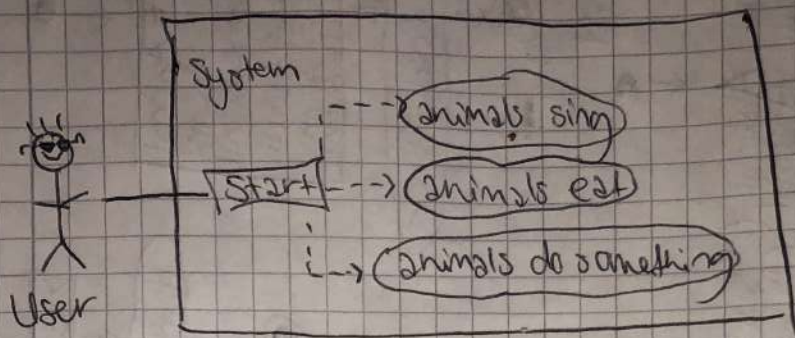 System
animals sing
Start
animals eat
animals do something
User